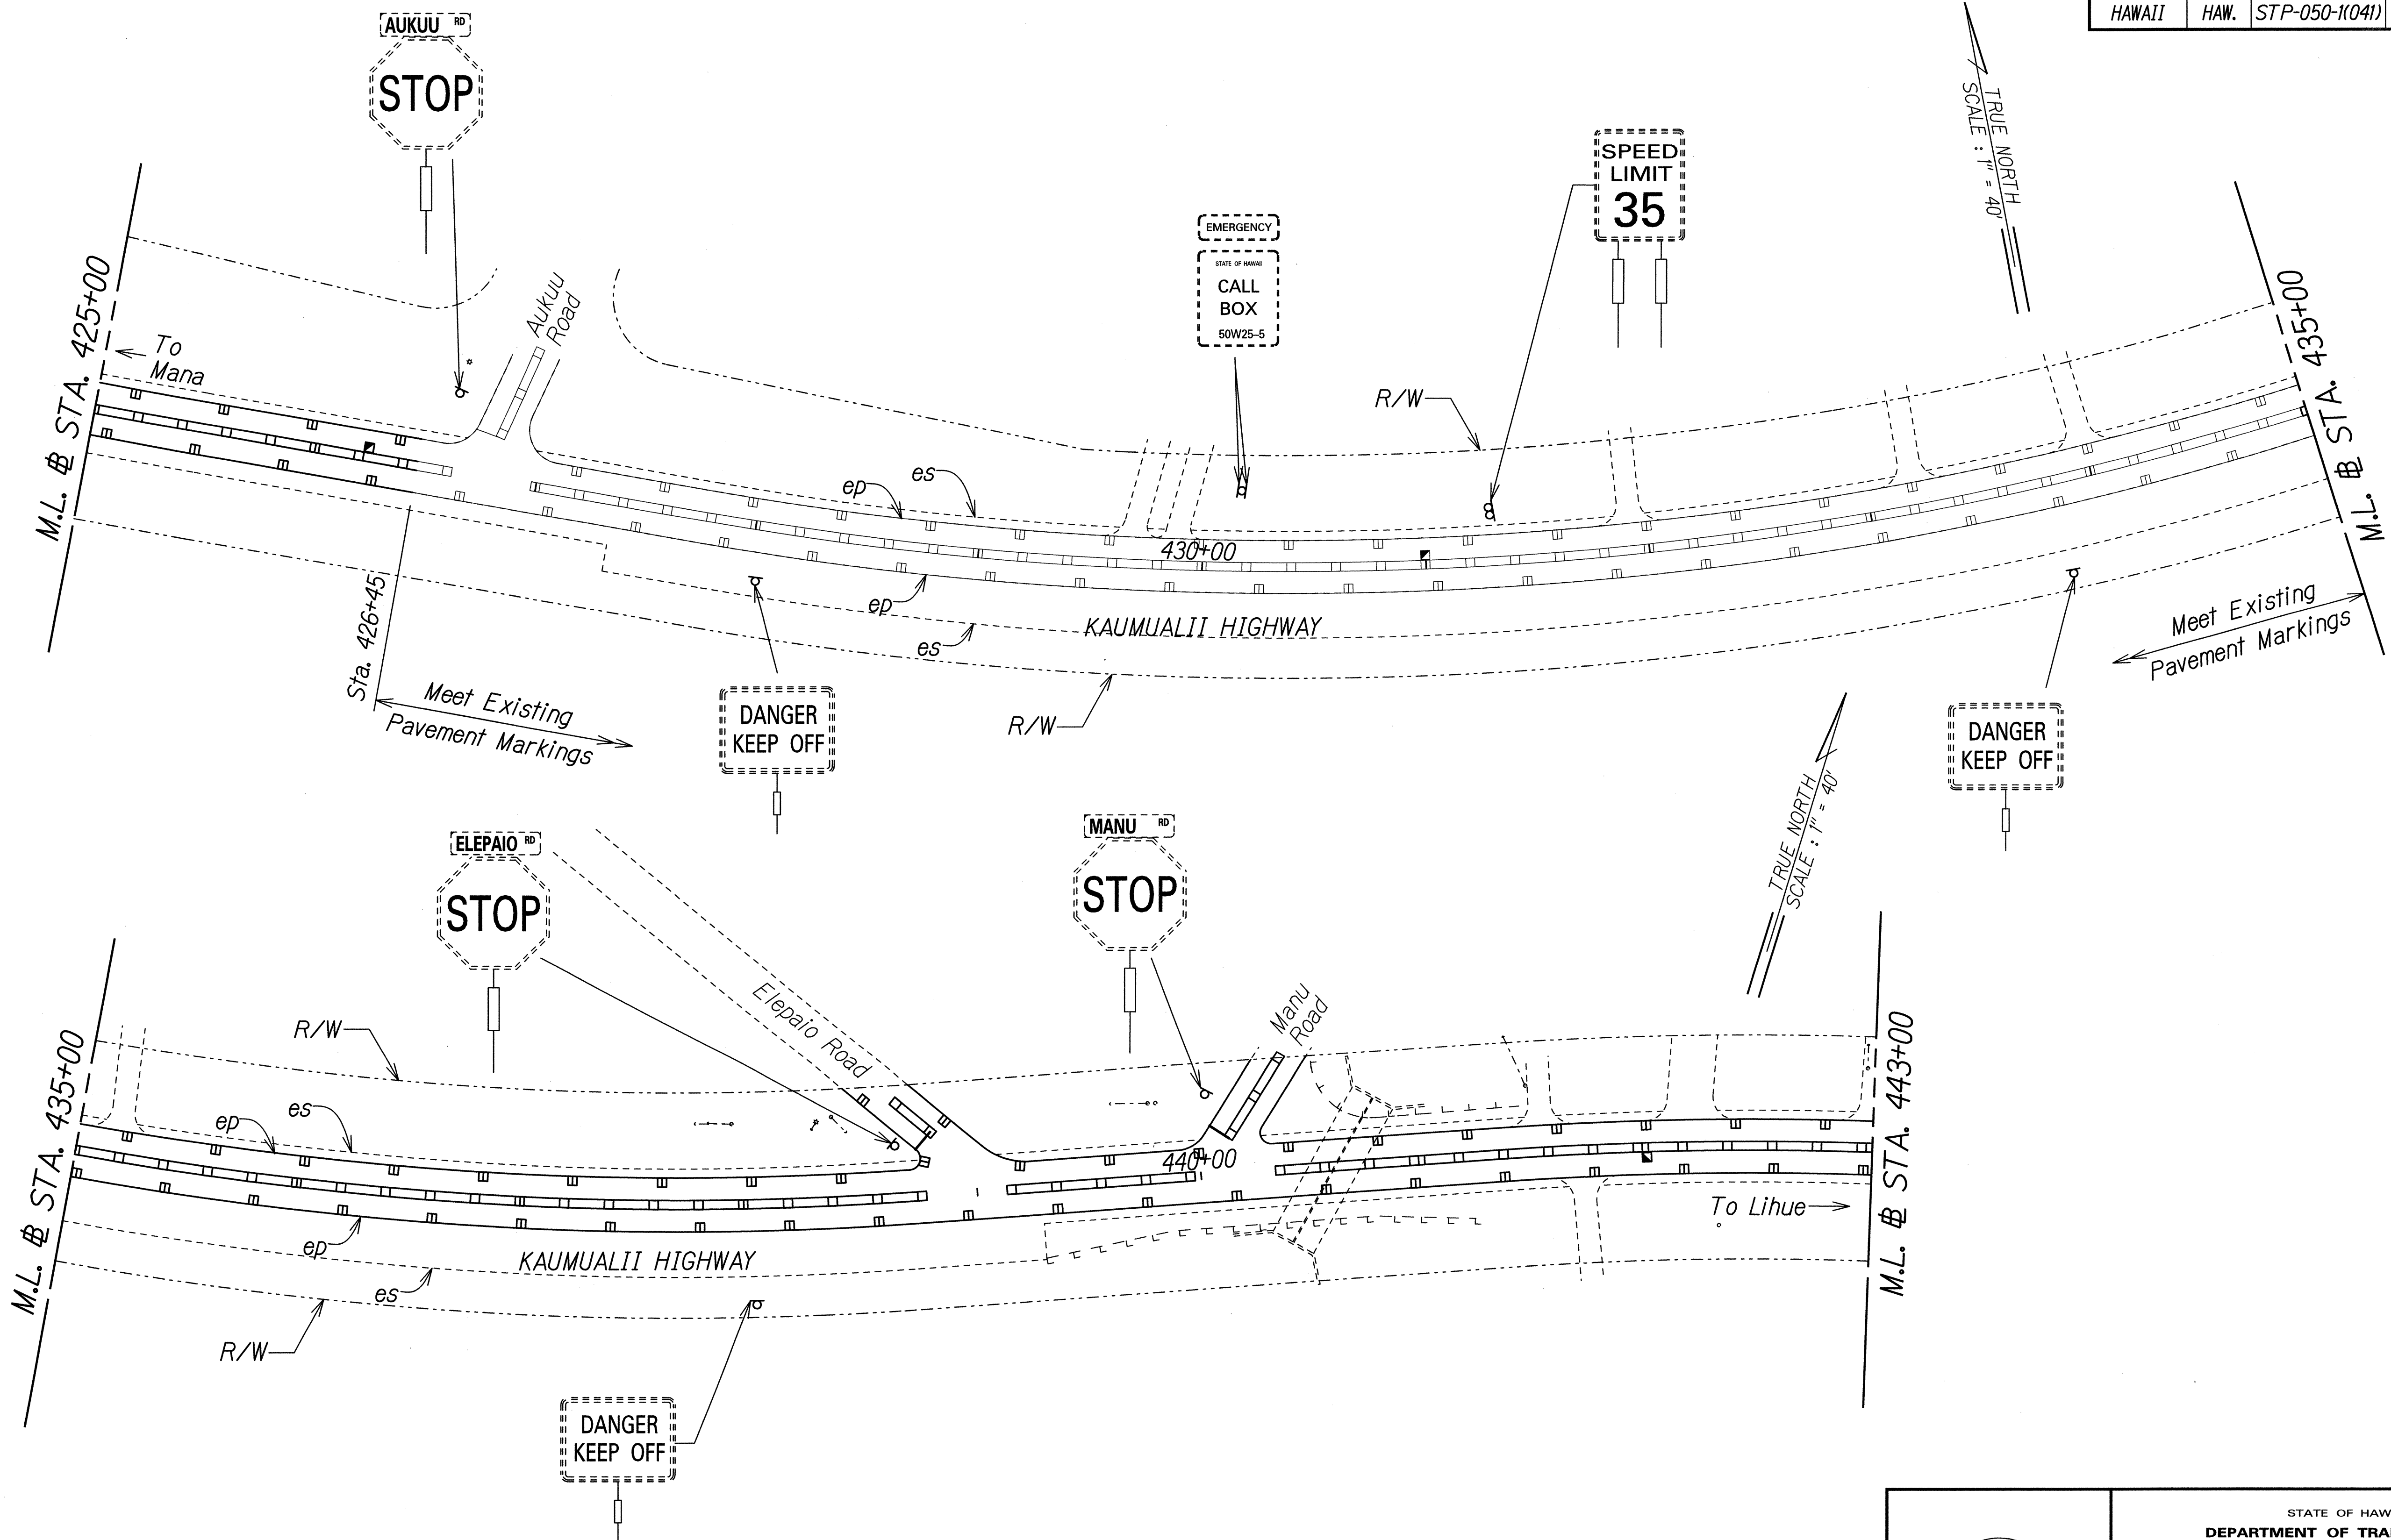 HAWAII HAW. STP-050-1(041)
AUKUU RD
STOP
TRUE NORTH
SCALE : 1" = 40'
SPEED
LIMIT
35
EMERGENCY
STATE OF HAWAII
CALL
BOX
50W25-5
M.L. BL STA. 425+00
To
Mana
Aukuu
Road
R/W
M.L. BL STA. 435+00
ep
es
430+00
ep
es
KAUMUALII HIGHWAY
Sta. 426+45
Meet Existing
Pavement Markings
R/W
DANGER
KEEP OFF
Meet Existing
Pavement Markings
DANGER
KEEP OFF
TRUE NORTH
SCALE : 1" = 40'
ELEPAIO RD
STOP
MANU RD
STOP
Elepaio Road
Manu
Road
R/W
M.L. BL STA. 435+00
ep
es
440+00
M.L. BL STA. 443+00
To Lihue
ep
es
KAUMUALII HIGHWAY
R/W
DANGER
KEEP OFF
STATE OF HAW
DEPARTMENT OF TRA